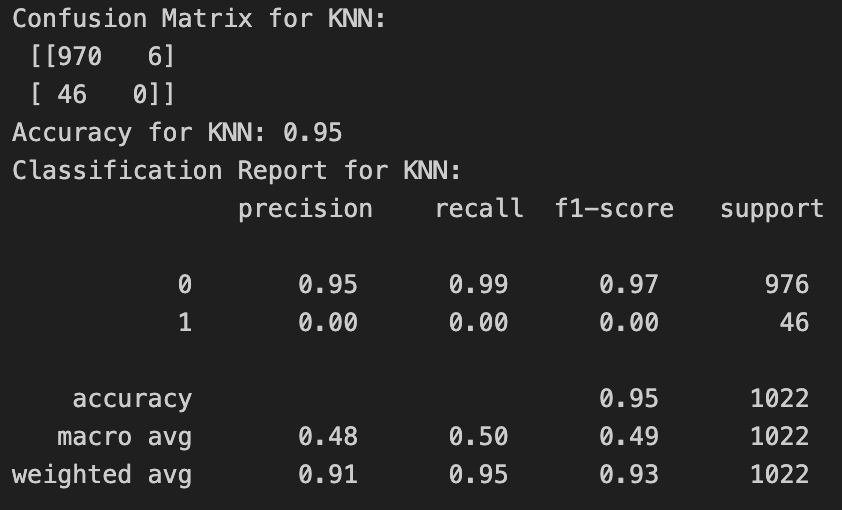 Confusion Matrix for KNN:
[[970   6]
[ 46   0]]
Accuracy for KNN: 0.95
Classification Report for KNN:
precision    recall  f1-score   support
0       0.95      0.99      0.97       976
1       0.00      0.00      0.00        46
accuracy                           0.95      1022
macro avg       0.48      0.50      0.49      1022
weighted avg       0.91      0.95      0.93      1022